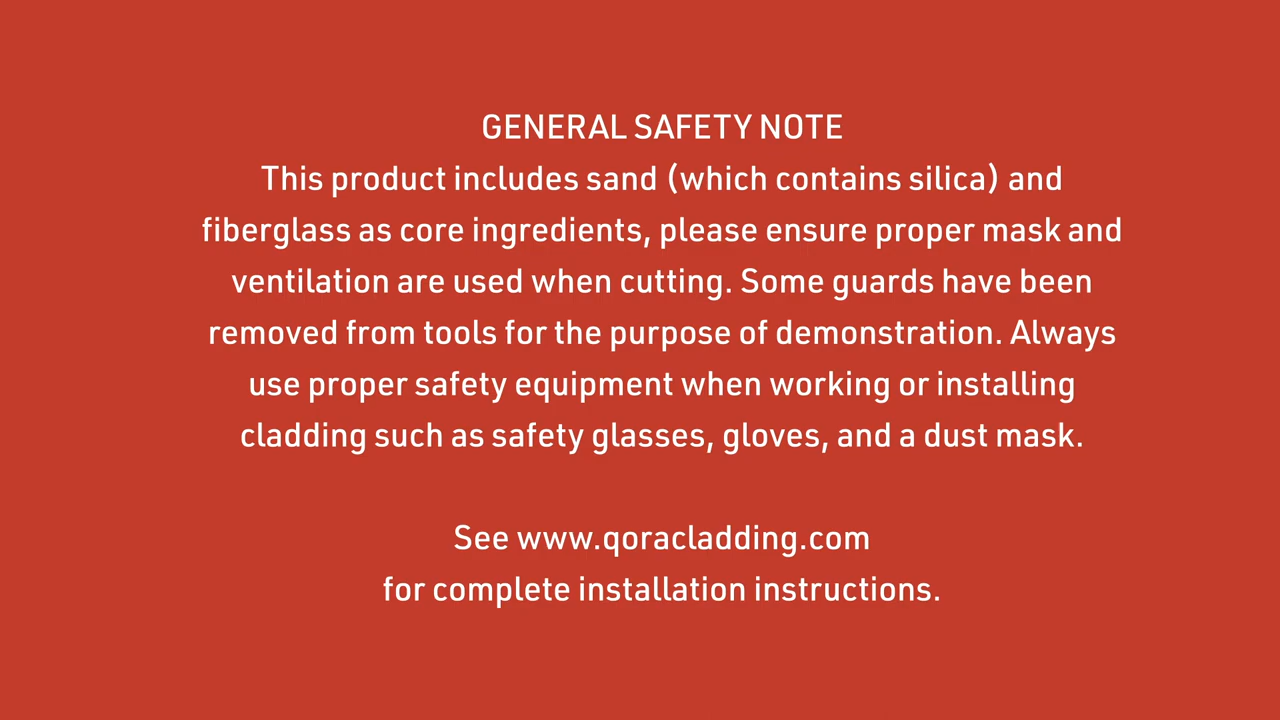 GENERAL SAFETY NOTE
This product includes sand (which contains silica) and
fiberglass as core ingredients, please ensure proper mask and
ventilation are used when cutting. Some guards have been
removed from tools for the purpose of demonstration. Always
use proper safety equipment when working or installing
cladding such as safety glasses, gloves, and a dust mask.
See www.qoracladding.com
for complete installation instructions.